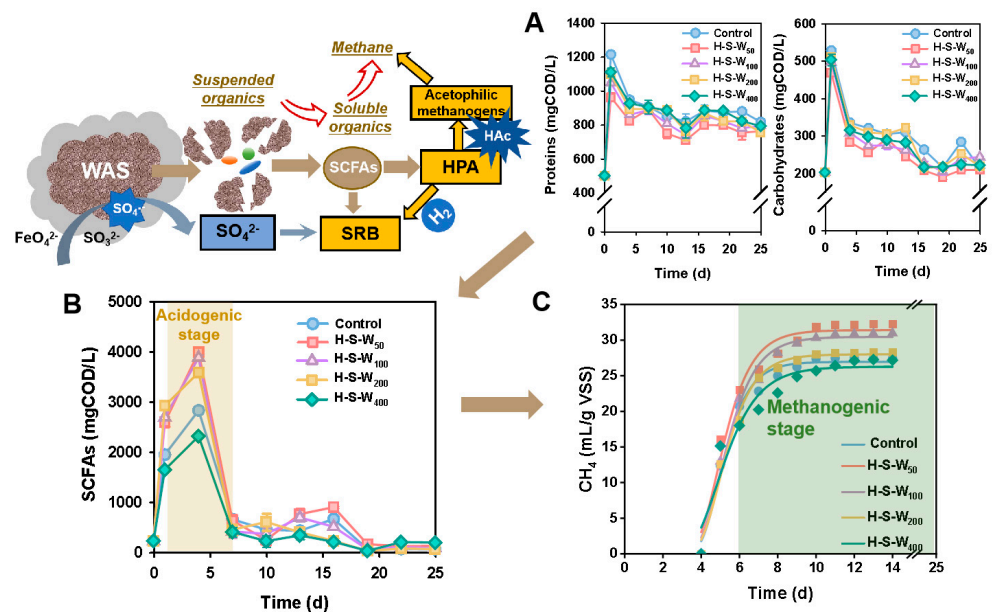 Methane
Suspended
organics
Soluble
organics
Acetophilic
methanogens
HAc
WAS
SCFAs
HPA
SO₄⁻
H₂
FeO₄²⁻
SO₃²⁻
SO₄²⁻
SRB
A
Proteins (mgCOD/L)
1400
1200
1000
800
600
400
0
0 5 10 15 20 25
Time (d)
Control
H-S-W₅₀
H-S-W₁₀₀
H-S-W₂₀₀
H-S-W₄₀₀
Carbohydrates (mgCOD/L)
600
500
400
300
200
0
0 5 10 15 20 25
Time (d)
Control
H-S-W₅₀
H-S-W₁₀₀
H-S-W₂₀₀
H-S-W₄₀₀
B
SCFAs (mgCOD/L)
5000
4000
3000
2000
1000
0
0 5 10 15 20 25
Time (d)
Acidogenic
stage
Control
H-S-W₅₀
H-S-W₁₀₀
H-S-W₂₀₀
H-S-W₄₀₀
C
CH₄ (mL/g VSS)
35
30
25
20
15
10
5
0
0 2 4 6 8 10 12 14 25
Time (d)
Methanogenic
stage
Control
H-S-W₅₀
H-S-W₁₀₀
H-S-W₂₀₀
H-S-W₄₀₀